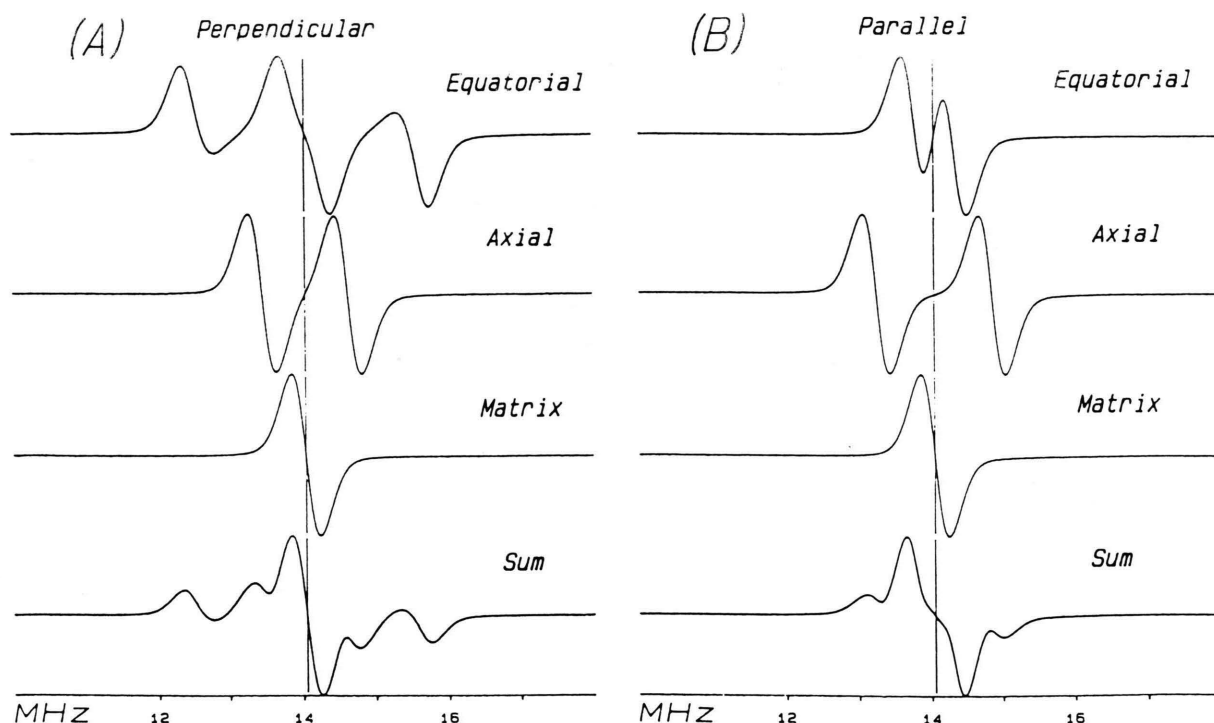 (A)
Perpendicular
Equatorial
Axial
Matrix
Sum
MHz 12 14 16
(B)
Parallel
Equatorial
Axial
Matrix
Sum
MHz 12 14 16